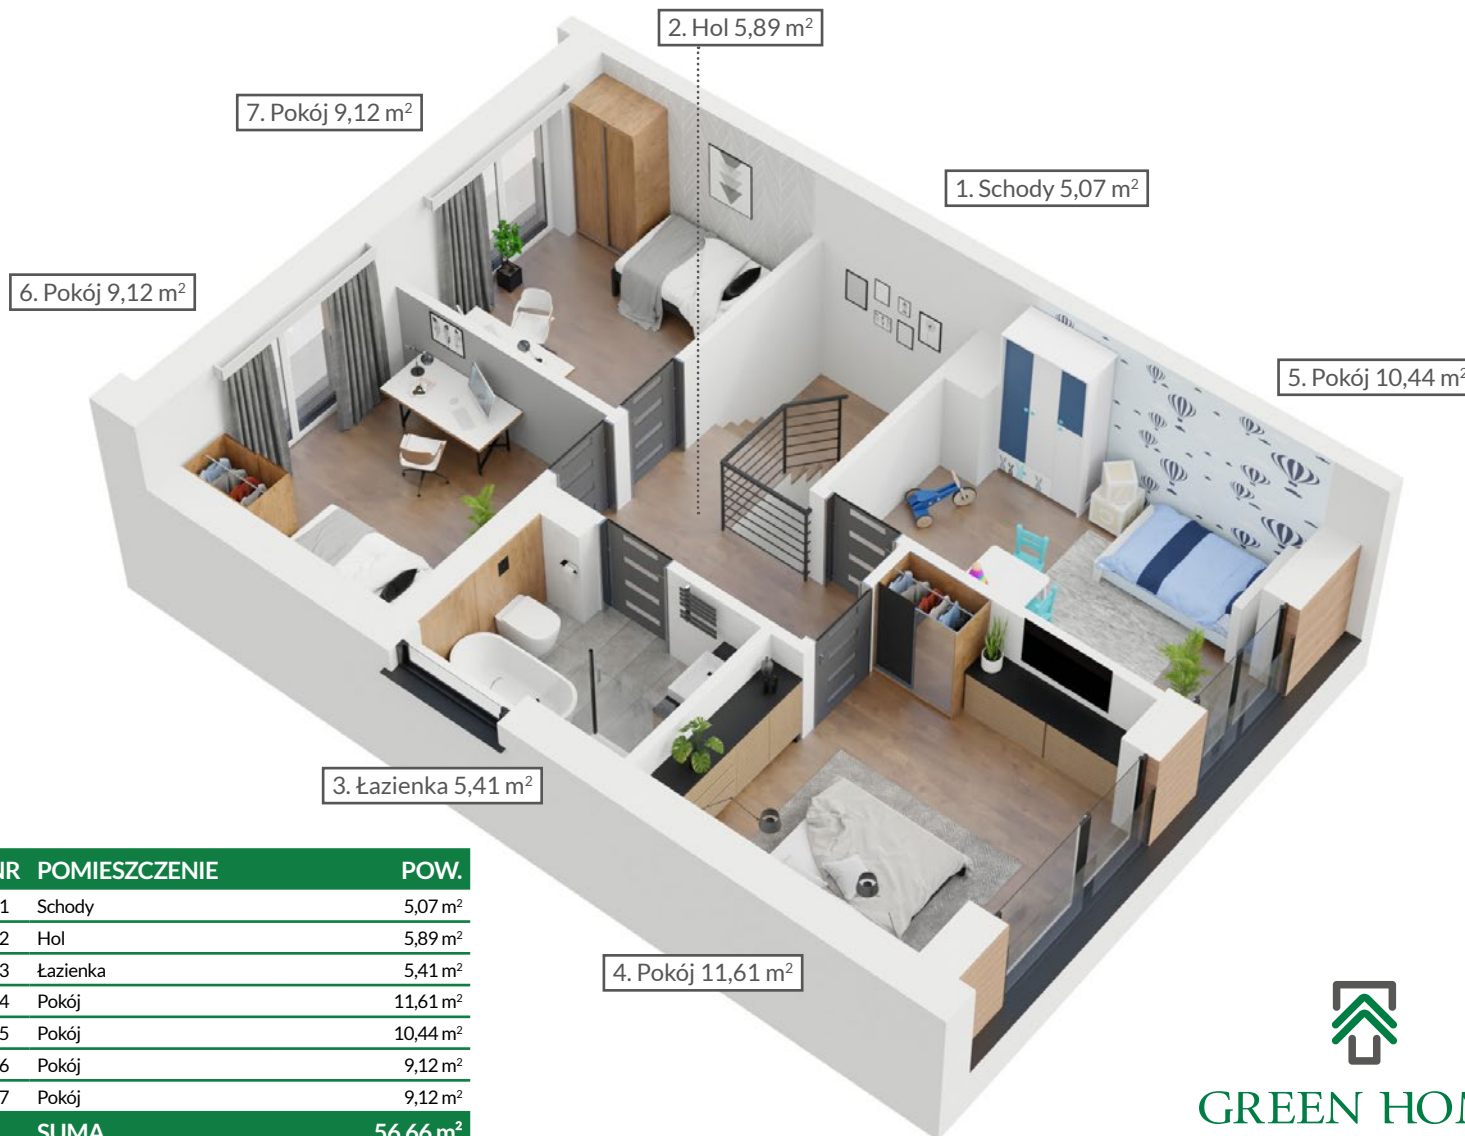 2. Hol 5,89 m²
7. Pokój 9,12 m²
1. Schody 5,07 m²
6. Pokój 9,12 m²
5. Pokój 10,44 m²
3. Łazienka 5,41 m²
4. Pokój 11,61 m²
NR POMIESZCZENIE POW.
1 Schody 5,07 m²
2 Hol 5,89 m²
3 Łazienka 5,41 m²
4 Pokój 11,61 m²
5 Pokój 10,44 m²
6 Pokój 9,12 m²
7 Pokój 9,12 m²
SUMA 56,66 m²
GREEN HOM